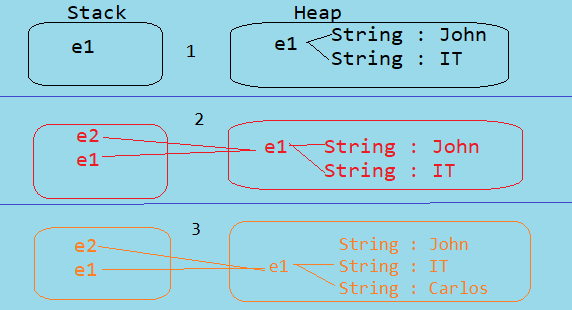 Stack Heap
e1 1 e1 String : John
String : IT
2
e2
e1 e1 String : John
String : IT
3
e2 String : John
e1 e1 String : IT
String : Carlos